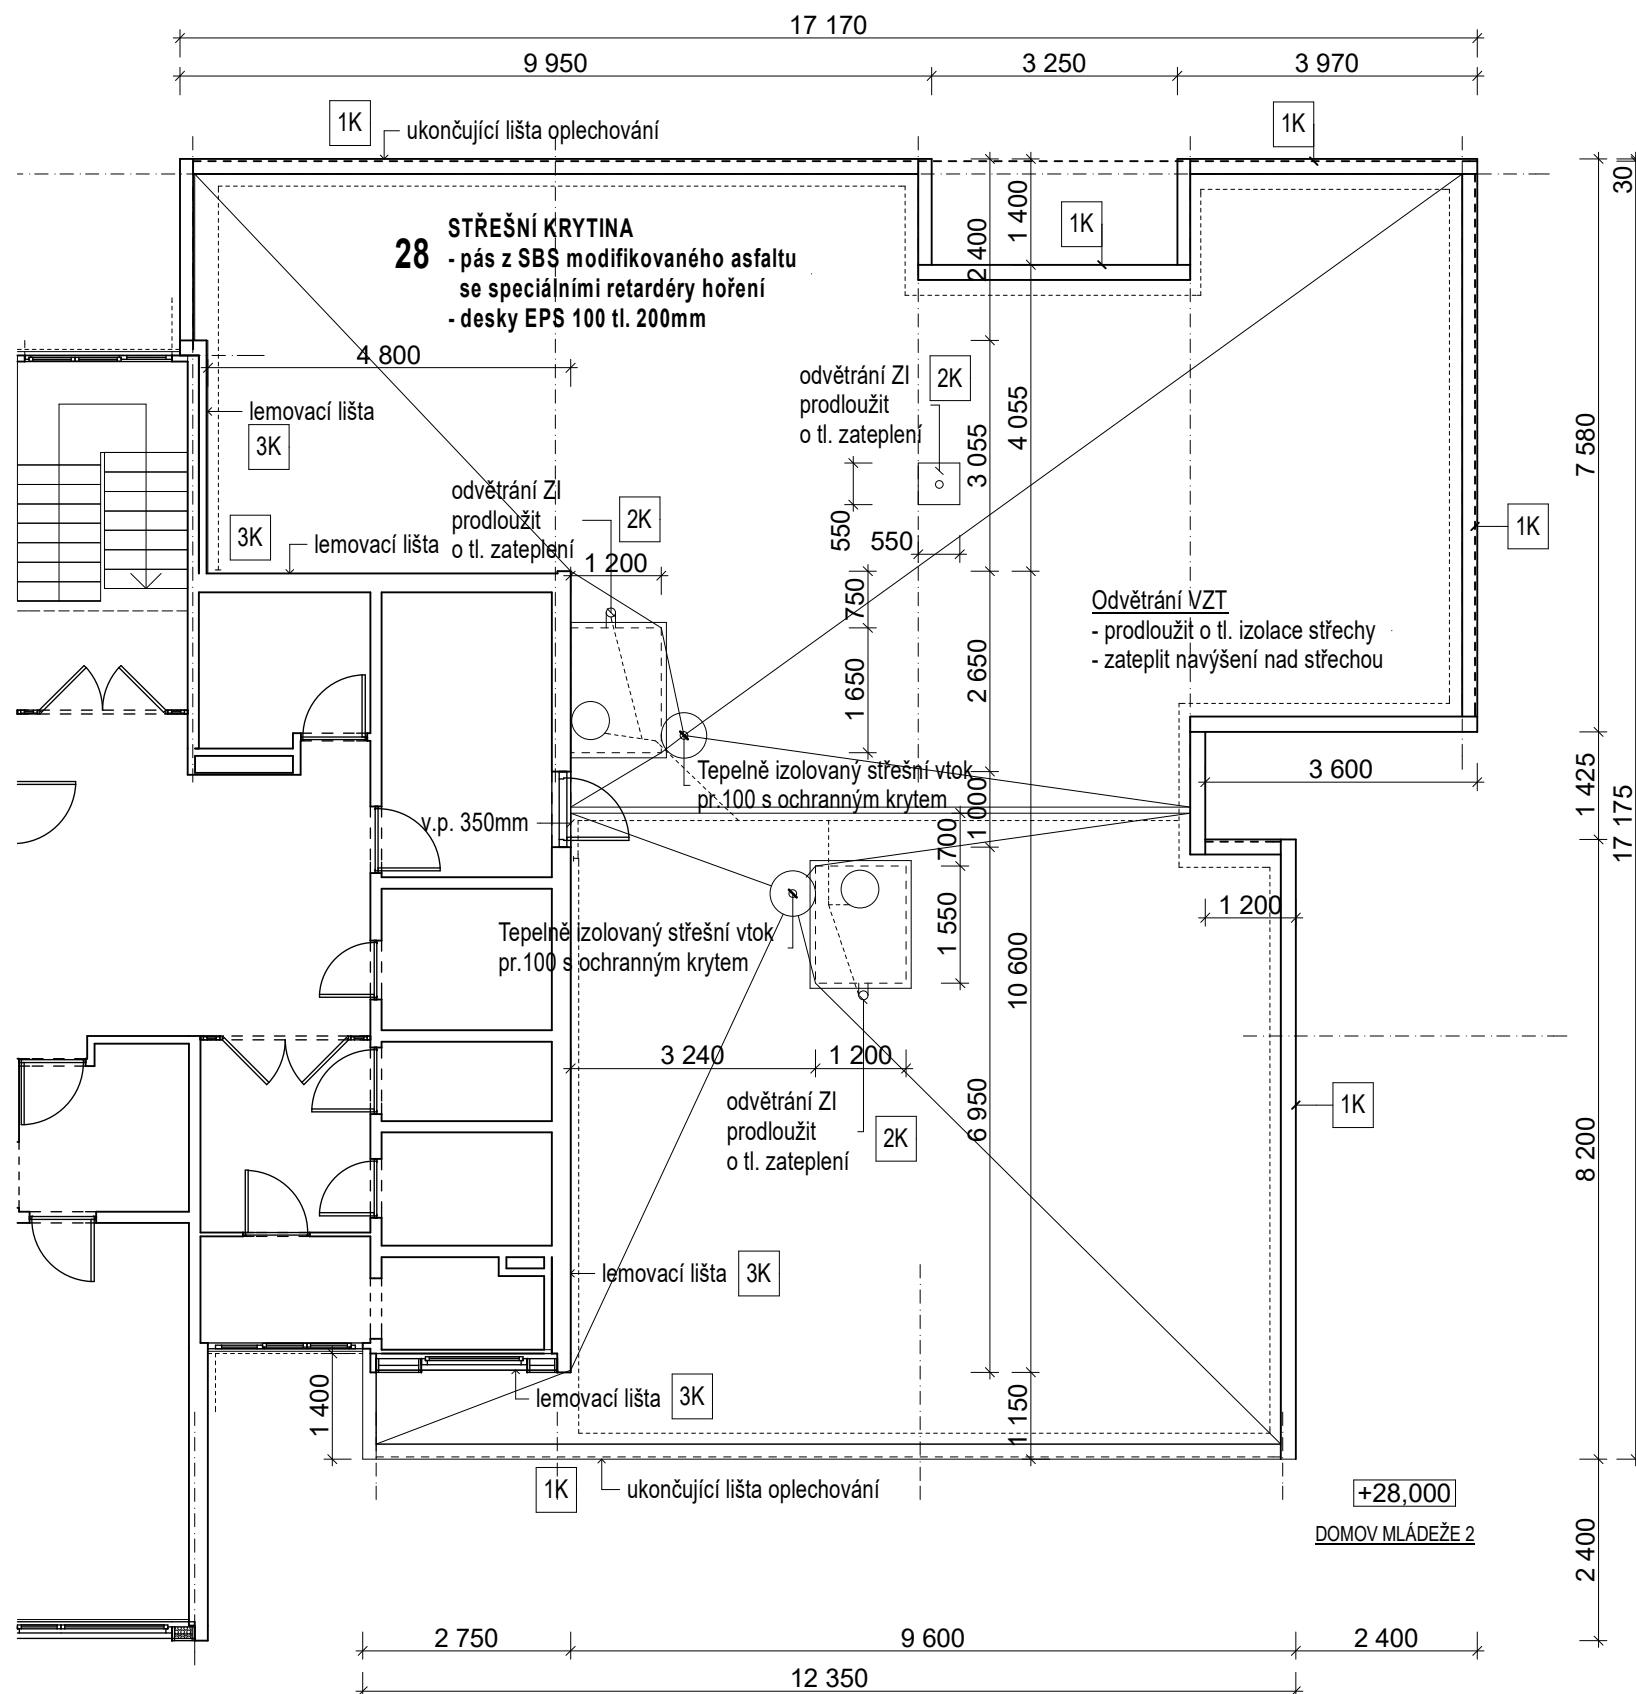 17 170
9 950
3 250
3 970
1K
ukončující lišta oplechování
1K
30
1 400
2 400
1K
STŘEŠNÍ KRYTINA
28
- pás z SBS modifikovaného asfaltu
se speciálními retardéry hoření
- desky EPS 100 tl. 200mm
4 800
odvětrání ZI
prodloužit
o tl. zateplení
2K
lemovací lišta
3K
3 055
4 055
7 580
odvětrání ZI
prodloužit
o tl. zateplení
2K
3K
lemovací lišta
550
550
1K
1 200
750
1 650
2 650
Odvětrání VZT
- prodloužit o tl. izolace střechy
- zateplit navýšení nad střechou
Tepelně izolovaný střešní vtok
pr.100 s ochranným krytem
3 600
1 425
17 175
v.p. 350mm
1 000
700
1 550
1 200
Tepelně izolovaný střešní vtok
pr.100 s ochranným krytem
10 600
3 240
1 200
6 950
odvětrání ZI
prodloužit
o tl. zateplení
2K
1K
8 200
lemovací lišta
3K
lemovací lišta
3K
1 400
1 150
1K
ukončující lišta oplechování
+28,000
DOMOV MLÁDEŽE 2
2 400
2 750
9 600
2 400
12 350